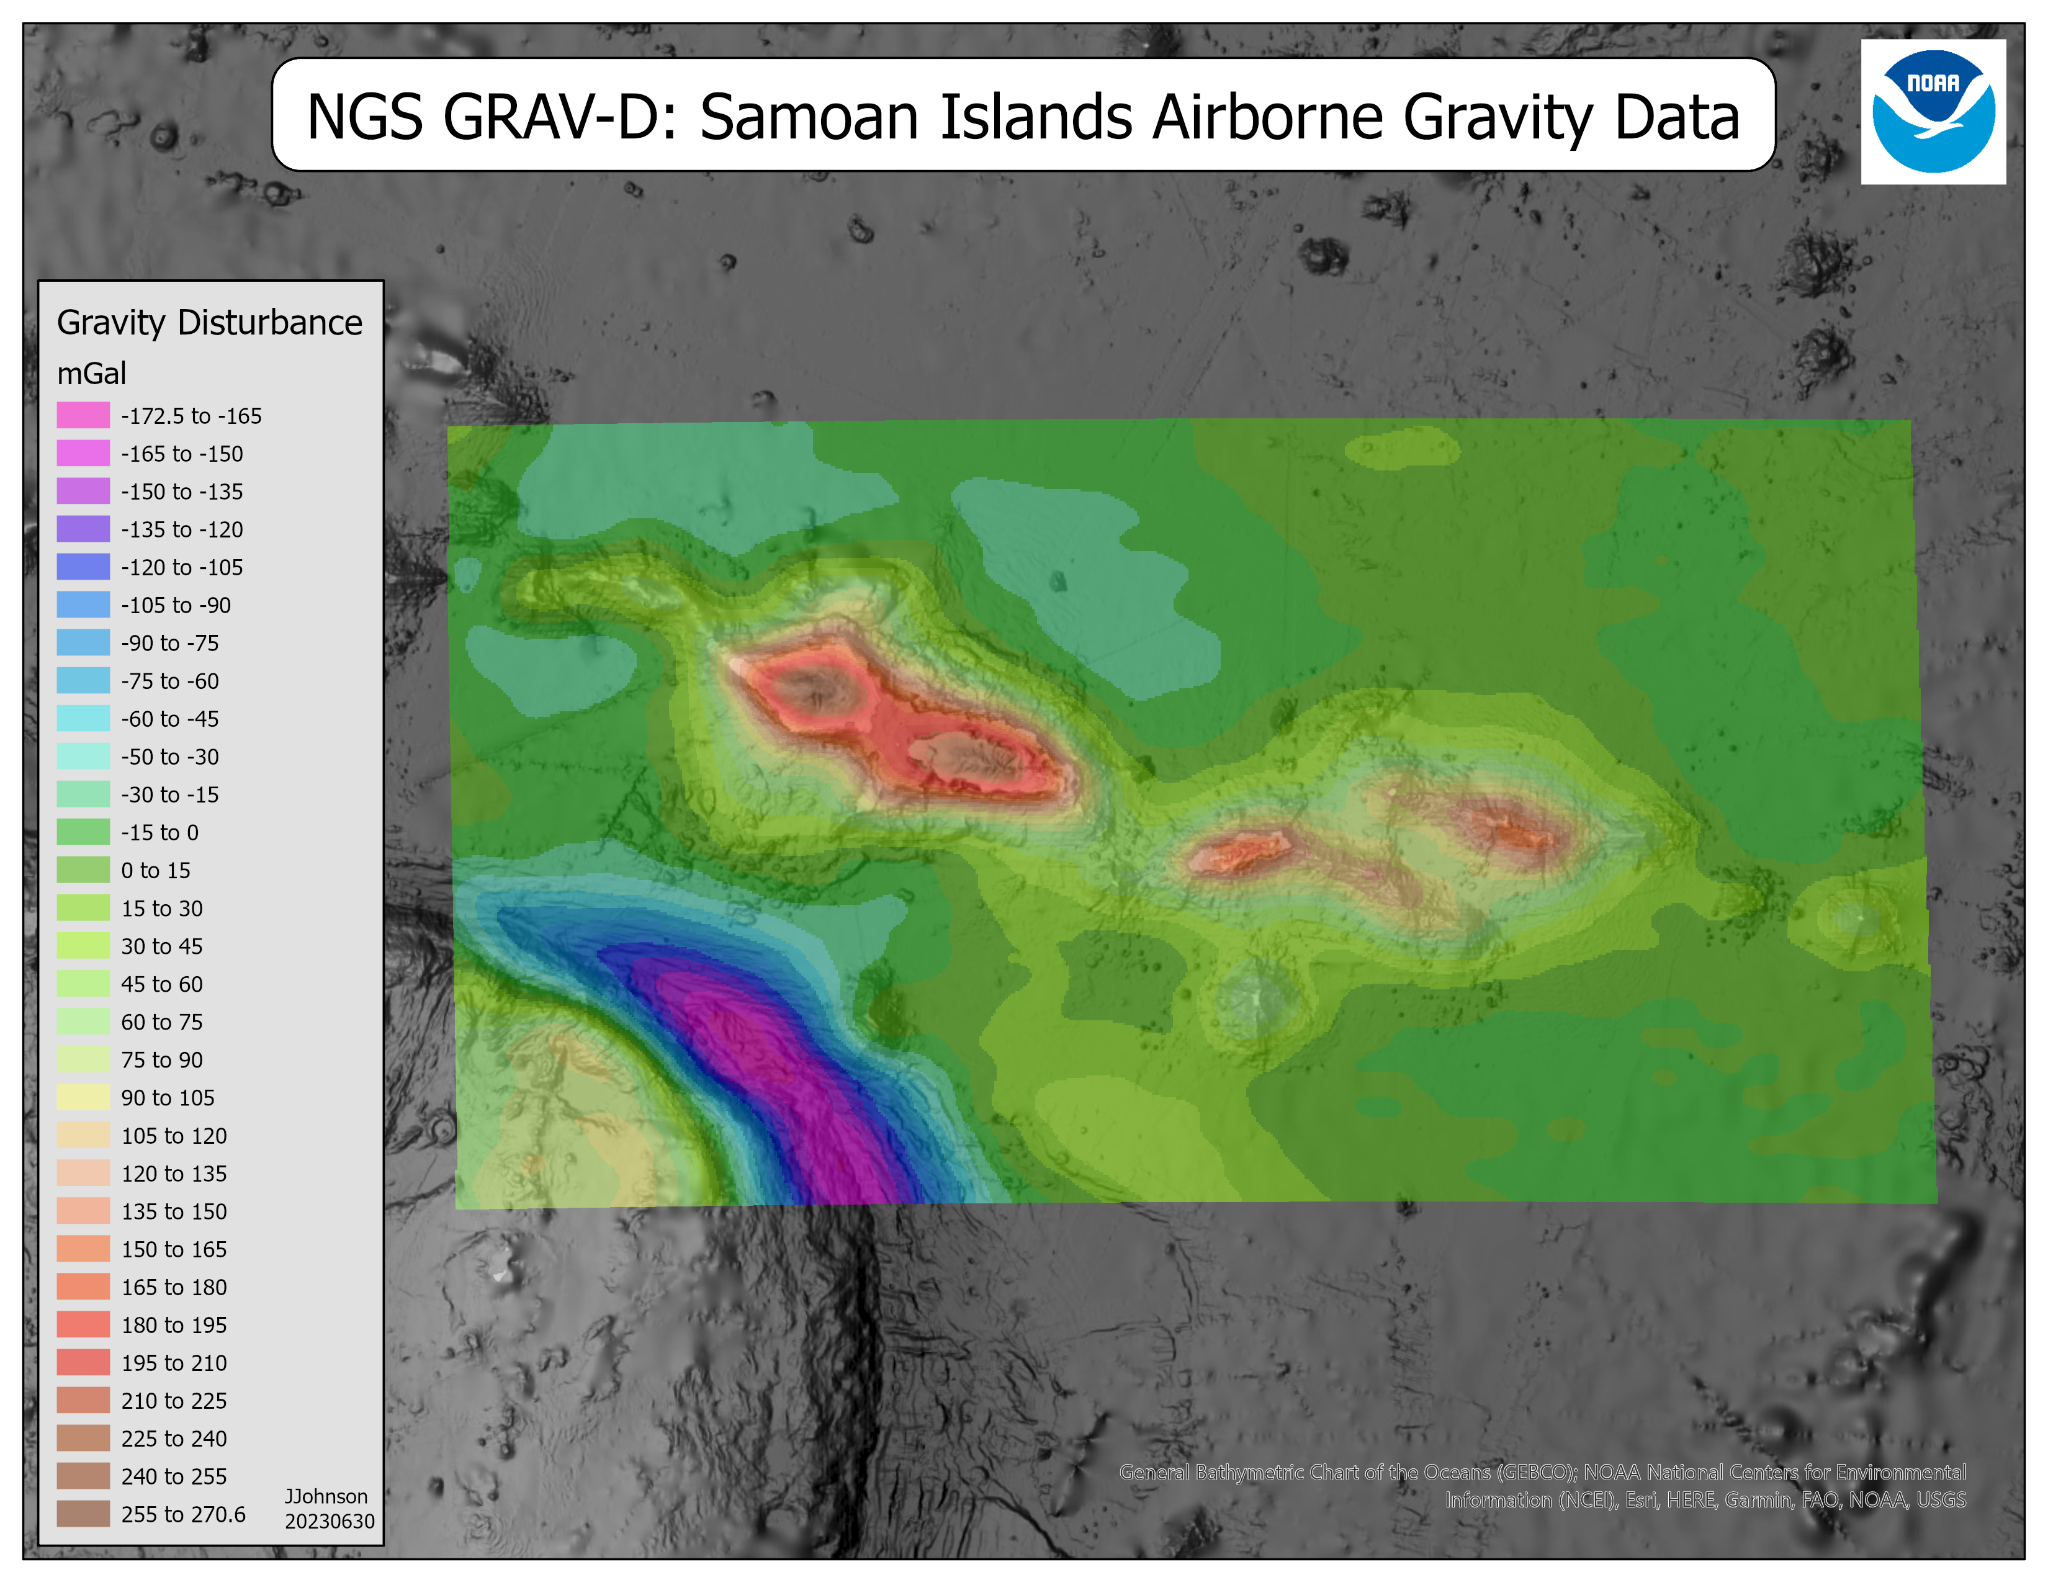 NGS GRAV-D: Samoan Islands Airborne Gravity Data
NOAA
Gravity Disturbance
mGal
-172.5 to -165
-165 to -150
-150 to -135
-135 to -120
-120 to -105
-105 to -90
-90 to -75
-75 to -60
-60 to -45
-50 to -30
-30 to -15
-15 to 0
0 to 15
15 to 30
30 to 45
45 to 60
60 to 75
75 to 90
90 to 105
105 to 120
120 to 135
135 to 150
150 to 165
165 to 180
180 to 195
195 to 210
210 to 225
225 to 240
240 to 255
255 to 270.6
JJohnson
20230630
General Bathymetric Chart of the Oceans (GEBCO); NOAA National Centers for Environmental
Information (NCEI), Esri, HERE, Garmin, FAO, NOAA, USGS